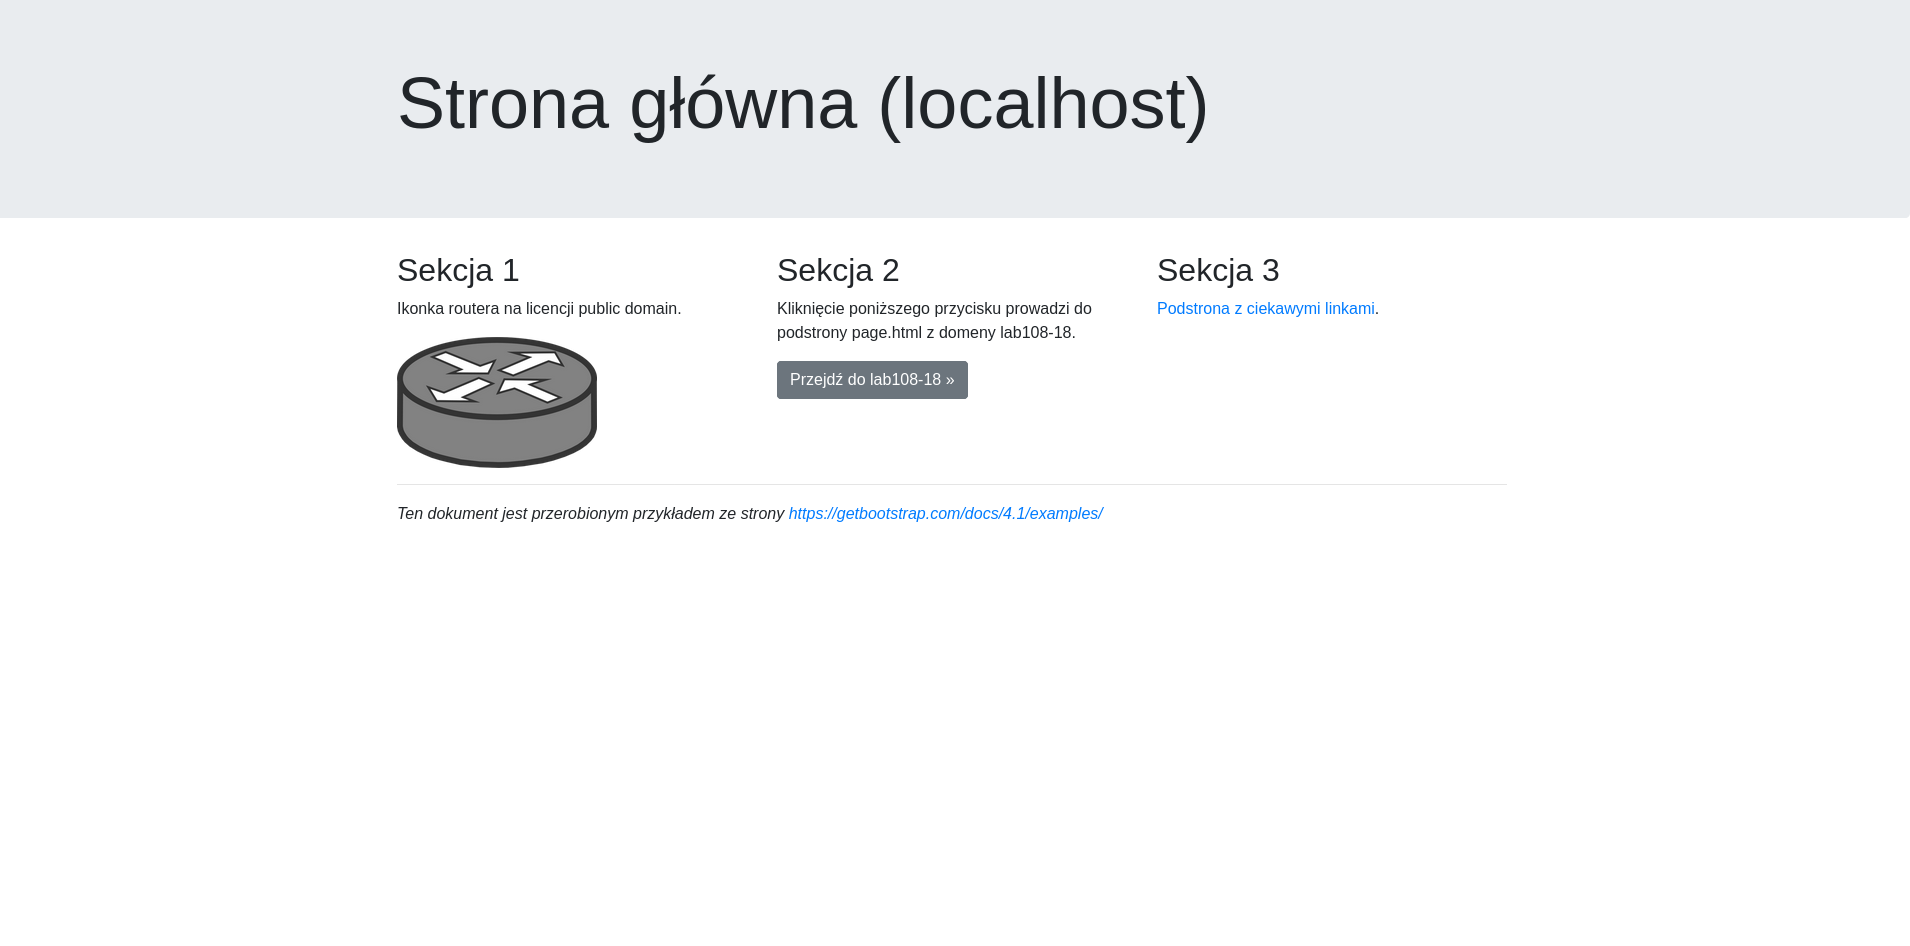 Strona główna (localhost)
Sekcja 1
Ikonka routera na licencji public domain.
Sekcja 2
Kliknięcie poniższego przycisku prowadzi do
podstrony page.html z domeny lab108-18.
Przejdź do lab108-18 »
Sekcja 3
Podstrona z ciekawymi linkami.
Ten dokument jest przerobionym przykładem ze strony https://getbootstrap.com/docs/4.1/examples/